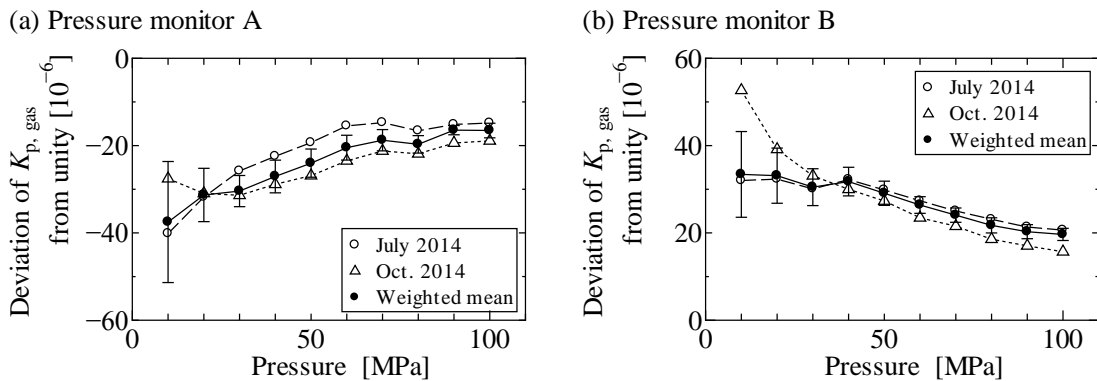 (a) Pressure monitor A
Deviation of K_p, gas
from unity [10⁻⁶]
0
−20
−40
−60
July 2014
Oct. 2014
Weighted mean
0
50
100
Pressure [MPa]
(b) Pressure monitor B
Deviation of K_p, gas
from unity [10⁻⁶]
60
40
20
0
July 2014
Oct. 2014
Weighted mean
0
50
100
Pressure [MPa]